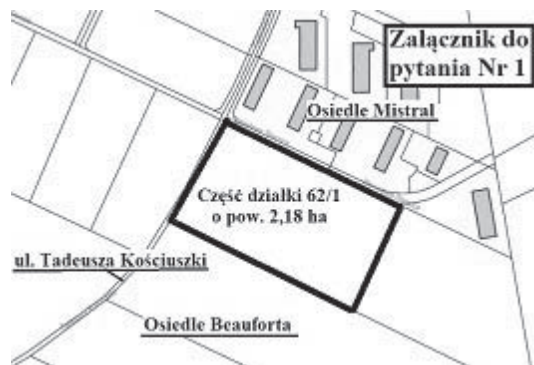 Załącznik do
pytania Nr 1
Osiedle Mistral
Część działki 62/1
o pow. 2,18 ha
ul. Tadeusza Kościuszki
Osiedle Beauforta